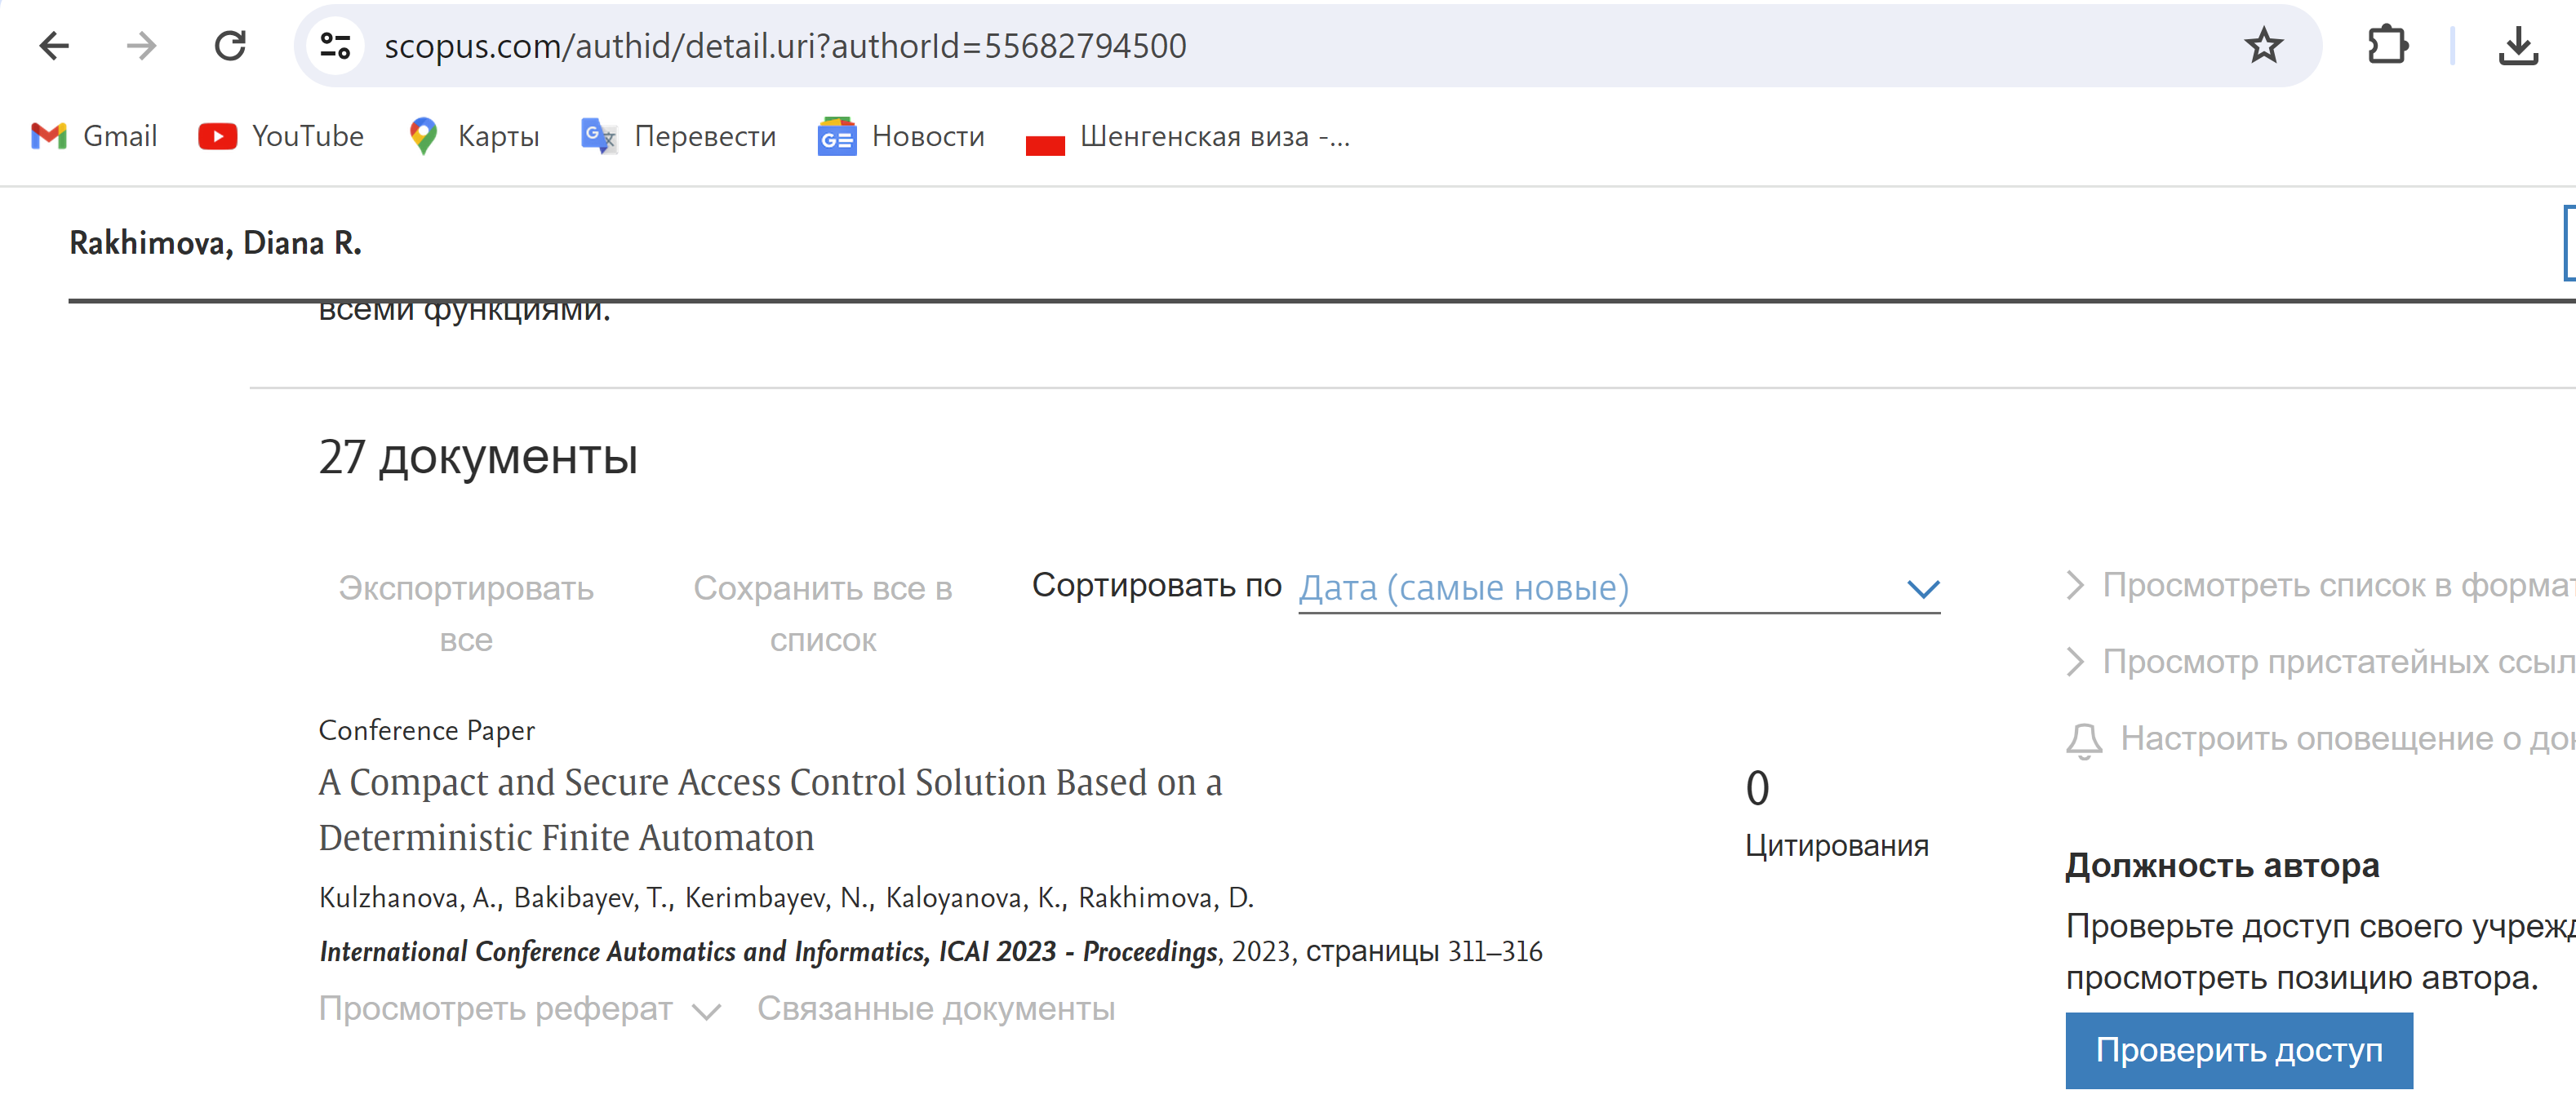 scopus.com/authid/detail.uri?authorId=55682794500
Gmail YouTube Карты Перевести Новости Шенгенская виза -...
Rakhimova, Diana R.
всеми функциями.
27 документы
Экспортировать все
Сохранить все в список
Сортировать по Дата (самые новые)
Conference Paper
A Compact and Secure Access Control Solution Based on a
Deterministic Finite Automaton
Kulzhanova, A., Bakibayev, T., Kerimbayev, N., Kaloyanova, K., Rakhimova, D.
International Conference Automatics and Informatics, ICAI 2023 - Proceedings, 2023, страницы 311–316
Просмотреть реферат Связанные документы
0
Цитирования
Просмотреть список в формат
Просмотр пристатейных ссыл
Настроить оповещение о док
Должность автора
Проверьте доступ своего учрежд
просмотреть позицию автора.
Проверить доступ